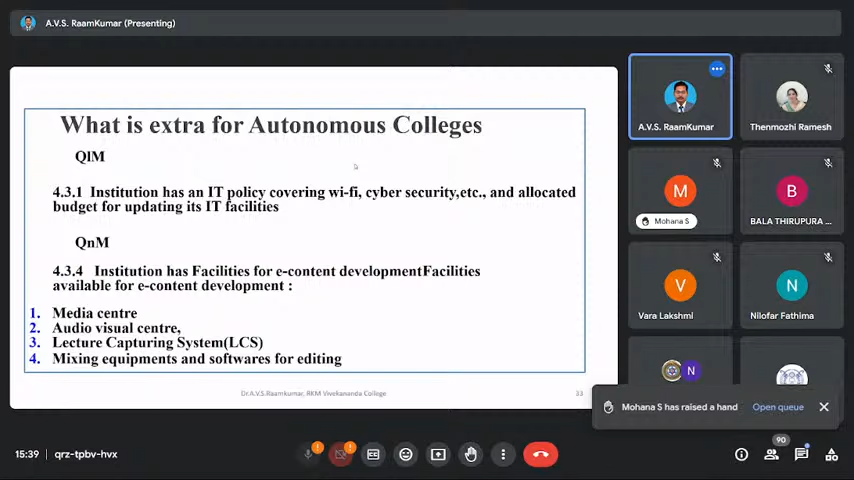 A.V.S. RaamKumar (Presenting)
What is extra for Autonomous Colleges
QlM
4.3.1 Institution has an IT policy covering wi-fi, cyber security,etc., and allocated
budget for updating its IT facilities
QnM
4.3.4 Institution has Facilities for e-content developmentFacilities
available for e-content development :
1. Media centre
2. Audio visual centre,
3. Lecture Capturing System(LCS)
4. Mixing equipments and softwares for editing
Dr.A.V.S.Raamkumar, RKM Vivekananda College
33
A.V.S. RaamKumar
Thenmozhi Ramesh
M
Mohana S
B
BALA THIRUPURA ...
V
Vara Lakshmi
N
Nilofar Fathima
N
Mohana S has raised a hand
Open queue
15:39 | qrz-tpbv-hvx
90